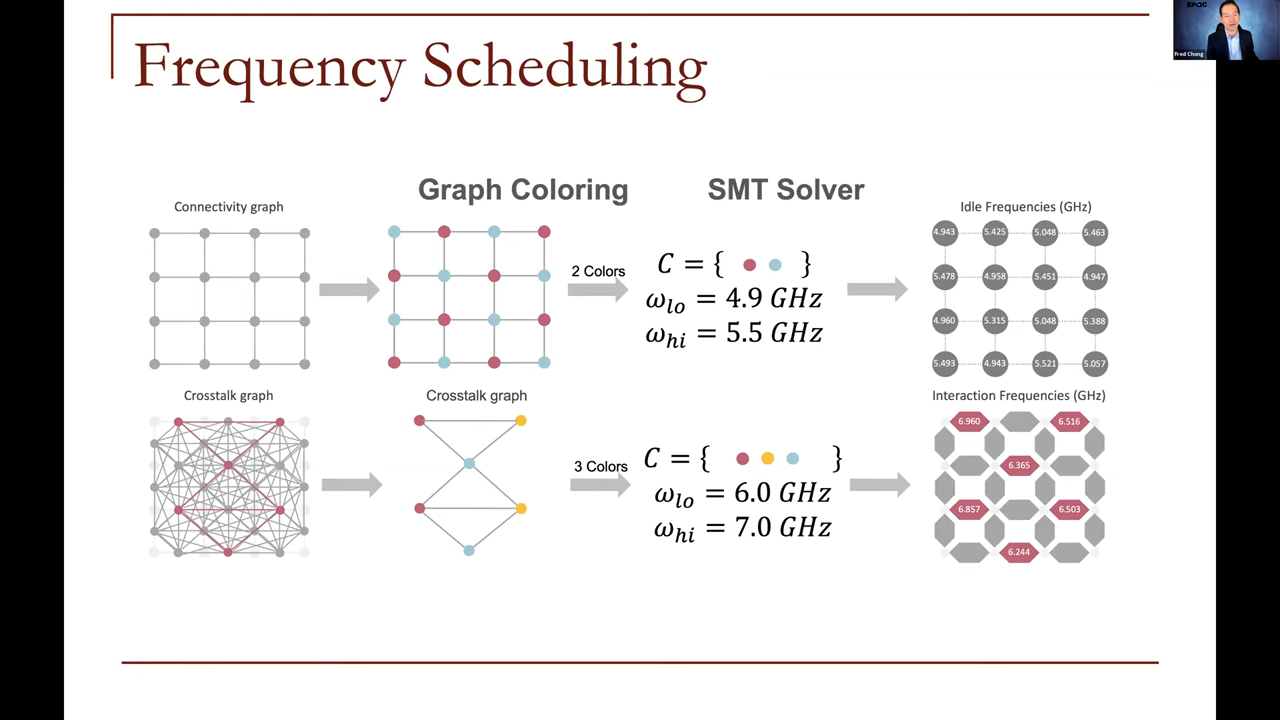 Frequency Scheduling
Fred Chong
EPiQC
Graph Coloring
SMT Solver
Connectivity graph
2 Colors
C = { }
ω_lo = 4.9 GHz
ω_hi = 5.5 GHz
Idle Frequencies (GHz)
4.943 5.425 5.048 5.463
5.478 4.958 5.451 4.947
4.960 5.315 5.048 5.388
5.493 4.943 5.521 5.057
Crosstalk graph
Crosstalk graph
3 Colors
C = { }
ω_lo = 6.0 GHz
ω_hi = 7.0 GHz
Interaction Frequencies (GHz)
6.960 6.516
6.365
6.857 6.503
6.244